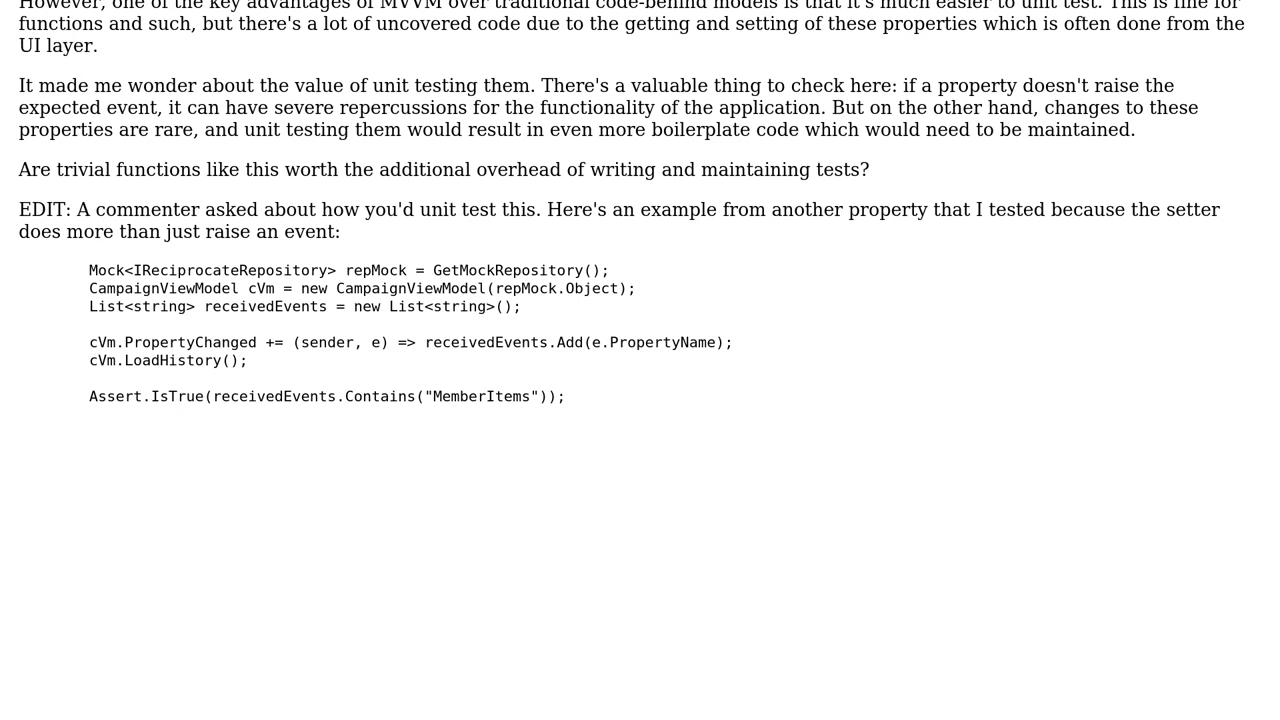 However, one of the key advantages of MVVM over traditional code-behind models is that it's much easier to unit test. This is fine for
functions and such, but there's a lot of uncovered code due to the getting and setting of these properties which is often done from the
UI layer.
It made me wonder about the value of unit testing them. There's a valuable thing to check here: if a property doesn't raise the
expected event, it can have severe repercussions for the functionality of the application. But on the other hand, changes to these
properties are rare, and unit testing them would result in even more boilerplate code which would need to be maintained.
Are trivial functions like this worth the additional overhead of writing and maintaining tests?
EDIT: A commenter asked about how you'd unit test this. Here's an example from another property that I tested because the setter
does more than just raise an event:
Mock<IReciprocateRepository> repMock = GetMockRepository();
CampaignViewModel cVm = new CampaignViewModel(repMock.Object);
List<string> receivedEvents = new List<string>();
cVm.PropertyChanged += (sender, e) => receivedEvents.Add(e.PropertyName);
cVm.LoadHistory();
Assert.IsTrue(receivedEvents.Contains("MemberItems"));